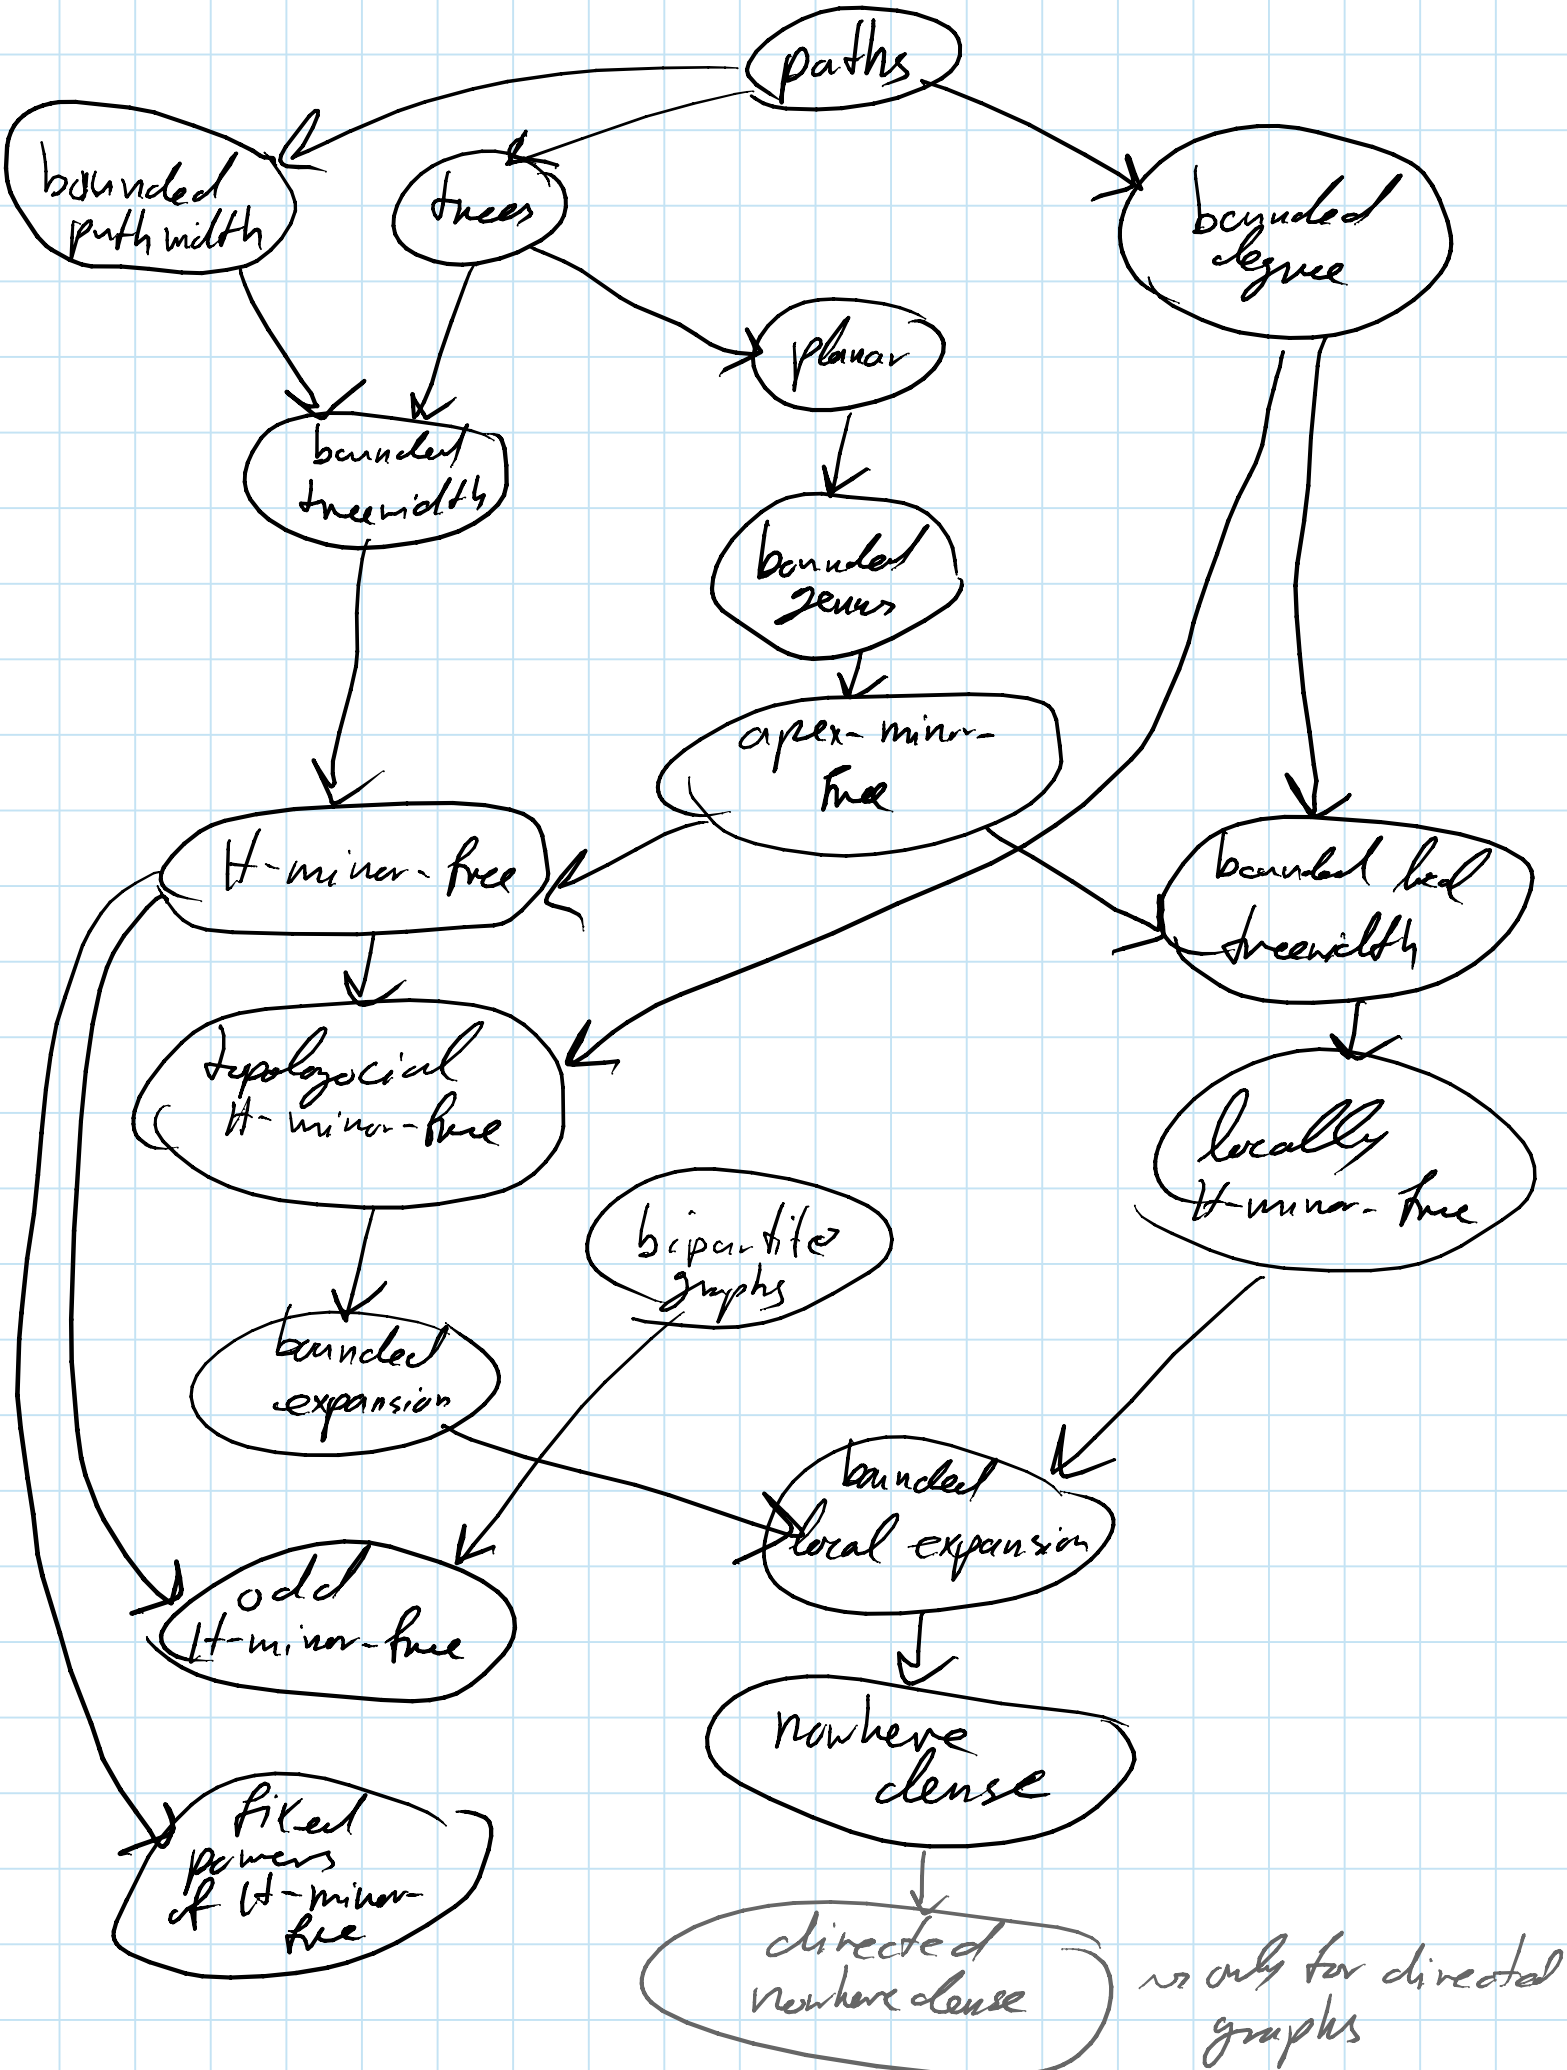 paths
bounded
pathwidth
trees
bounded
degree
planar
bounded
treewidth
bounded
genus
apex-minor-
free
H-minor-free
bounded local
treewidth
topologocial
H-minor-free
locally
H-minor-free
bipartite
graphs
bounded
expansion
bounded
local expansion
odd
H-minor-free
nowhere
dense
fixed
powers
of H-minor-
free
directed
nowhere dense
only for directed
graphs